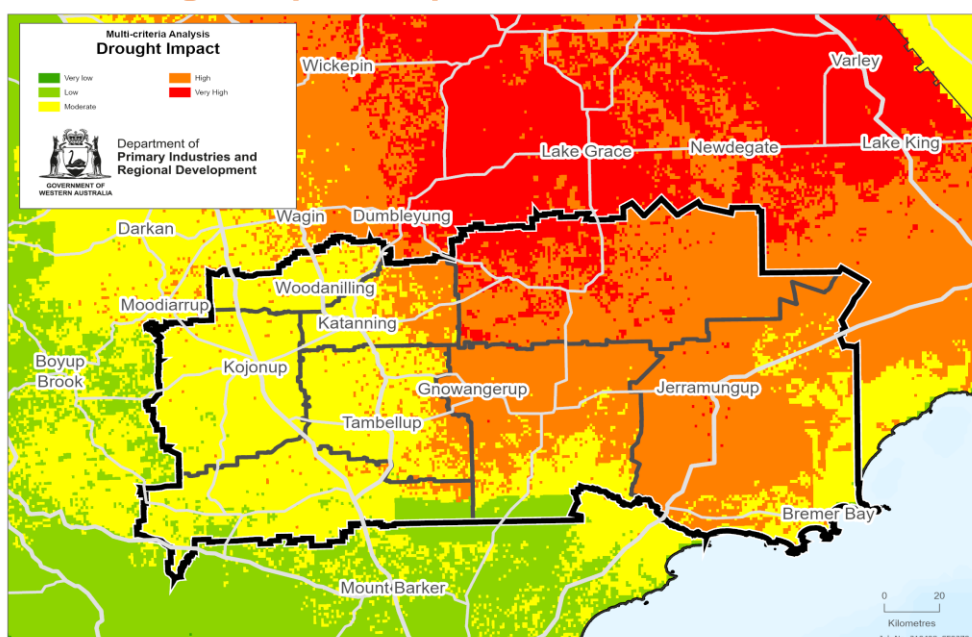 Multi-criteria Analysis
Drought Impact
Very low
High
Low
Very High
Moderate
Department of
Primary Industries and
Regional Development
GOVERNMENT OF
WESTERN AUSTRALIA
Wickepin
Varley
Lake Grace
Newdegate
Lake King
Wagin
Dumbleyung
Darkan
Woodanilling
Moodiarrup
Katanning
Boyup
Brook
Kojonup
Gnowangerup
Jerramungup
Tambellup
Bremer Bay
Mount Barker
0 20
Kilometres